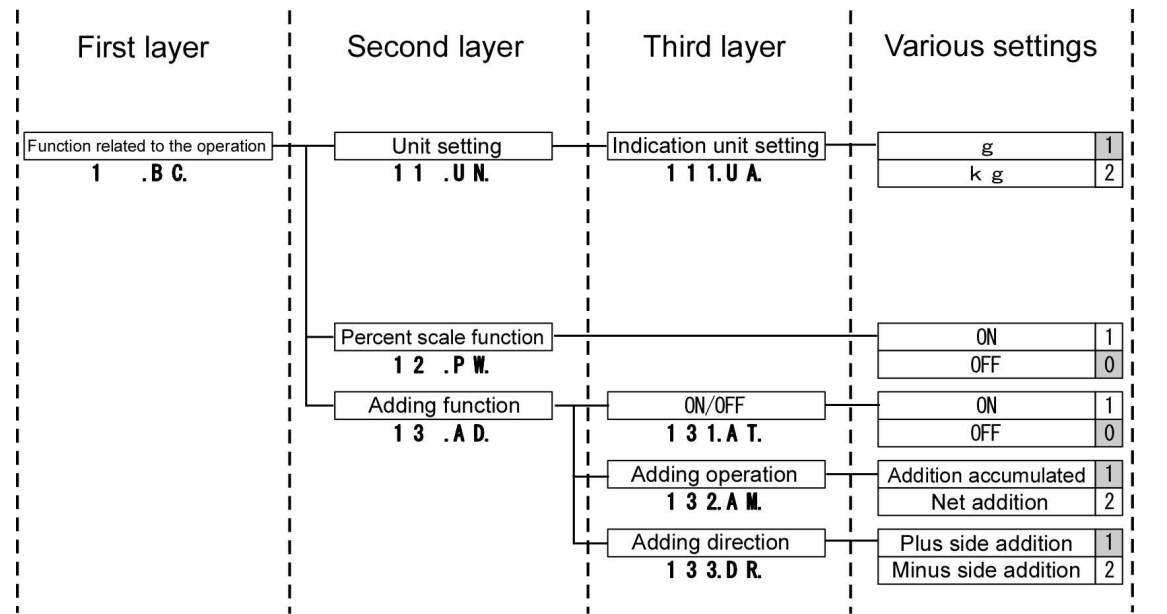 First layer Second layer Third layer Various settings
Function related to the operation Unit setting Indication unit setting g 1
1 .BC. 11 .UN. 111.UA. kg 2
Percent scale function ON 1
12 .PW. OFF 0
Adding function ON/OFF ON 1
13 .AD. 131.AT. OFF 0
Adding operation Addition accumulated 1
132.AM. Net addition 2
Adding direction Plus side addition 1
133.DR. Minus side addition 2